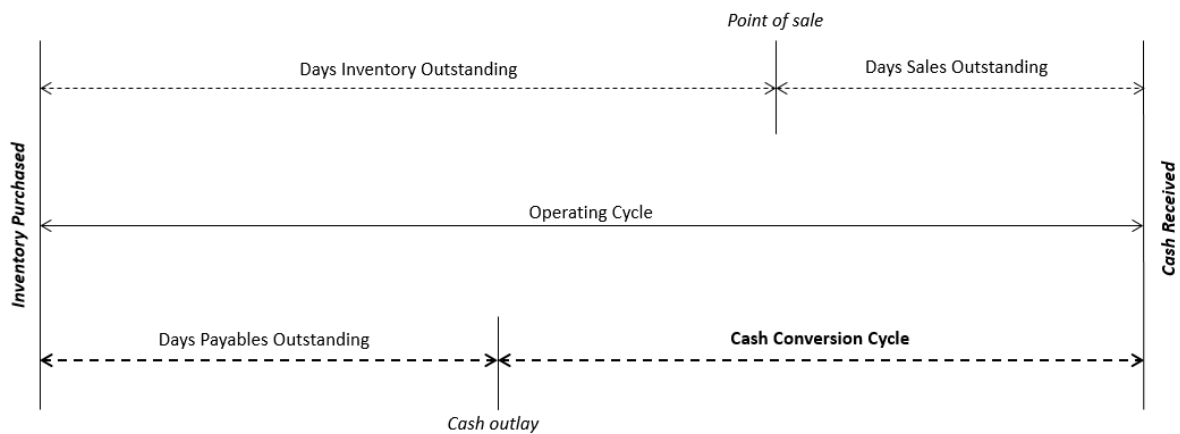 Point of sale
Days Inventory Outstanding
Days Sales Outstanding
Inventory Purchased
Operating Cycle
Cash Received
Days Payables Outstanding
Cash Conversion Cycle
Cash outlay